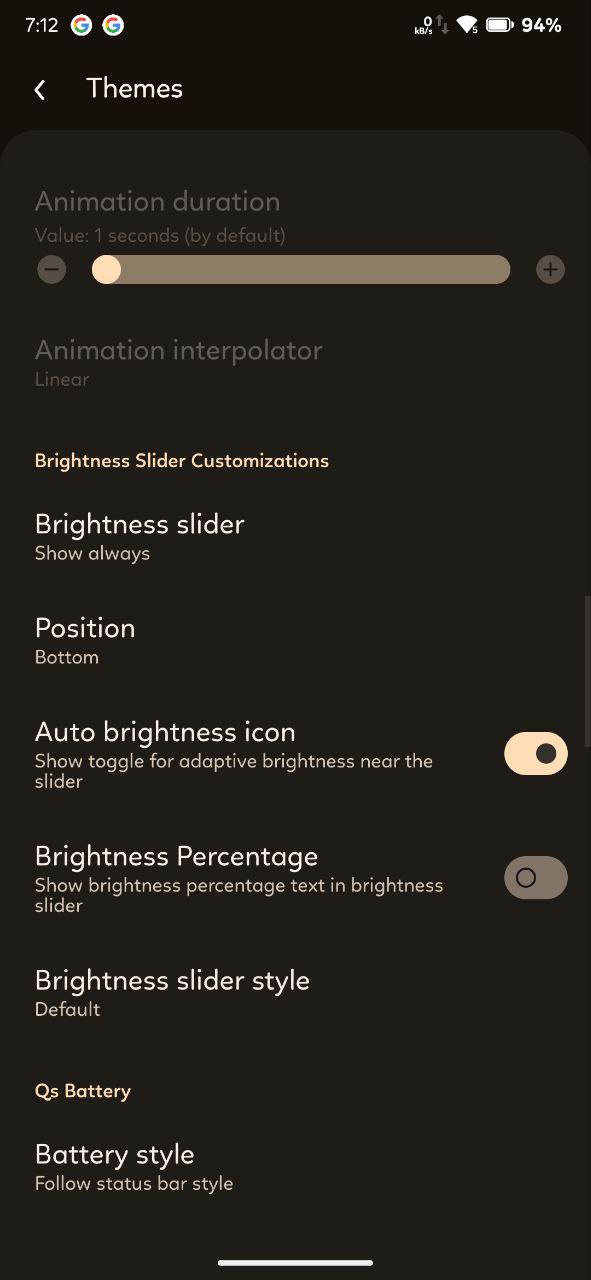 7:12
0
kB/s
5
94%
Themes
Animation duration
Value: 1 seconds (by default)
Animation interpolator
Linear
Brightness Slider Customizations
Brightness slider
Show always
Position
Bottom
Auto brightness icon
Show toggle for adaptive brightness near the
slider
Brightness Percentage
Show brightness percentage text in brightness
slider
Brightness slider style
Default
Qs Battery
Battery style
Follow status bar style